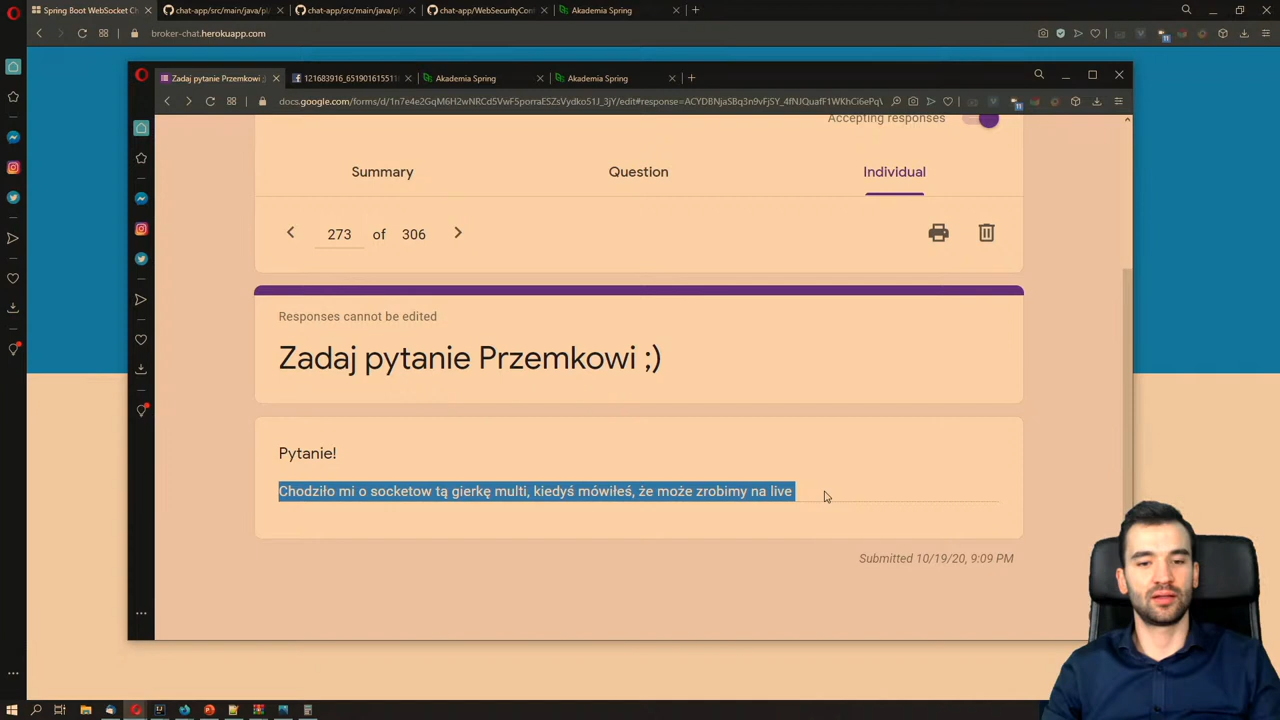 Spring Boot WebSocket C
chat-app/src/main/java/pl/
chat-app/src/main/java/pl/
chat-app/WebSecurityCon
Akademia Spring
broker-chat.herokuapp.com
Zadaj pytanie Przemkowi ;)
121683916_651901615511
Akademia Spring
Akademia Spring
Accepting responses
Summary
Question
Individual
273 of 306
Responses cannot be edited
Zadaj pytanie Przemkowi ;)
Pytanie!
Chodziło mi o socketow tą gierkę multi, kiedyś mówiłeś, że może zrobimy na live
Submitted 10/19/20, 9:09 PM